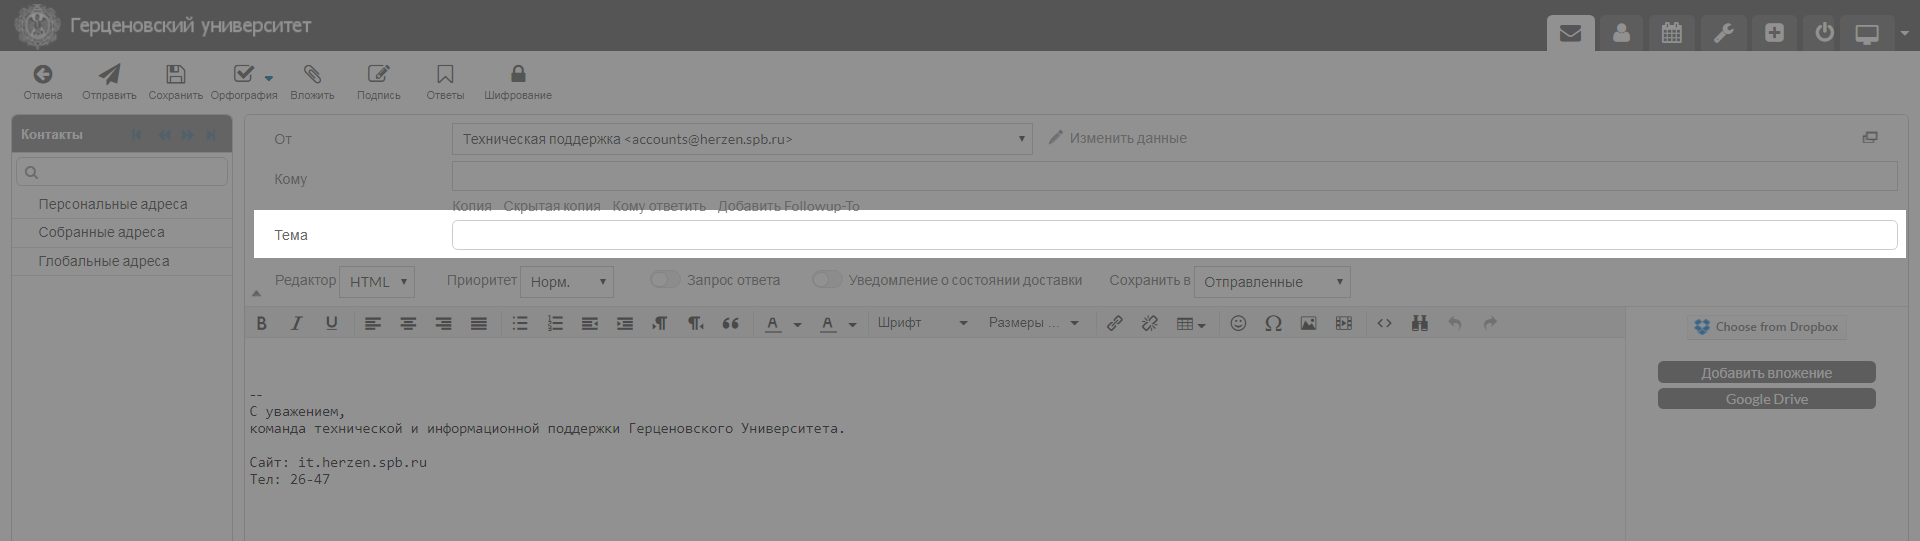 Герценовский университет
Отмена Отправить Сохранить Орфография Вложить Подпись Ответы Шифрование
Контакты
Персональные адреса
Собранные адреса
Глобальные адреса
От Техническая поддержка <accounts@herzen.spb.ru> Изменить данные
Кому
Копия Скрытая копия Кому ответить Добавить Followup-To
Тема
Редактор HTML Приоритет Норм. Запрос ответа Уведомление о состоянии доставки Сохранить в Отправленные
Шрифт Размеры ...
Choose from Dropbox
Добавить вложение
Google Drive
--
С уважением,
команда технической и информационной поддержки Герценовского Университета.
Сайт: it.herzen.spb.ru
Тел: 26-47